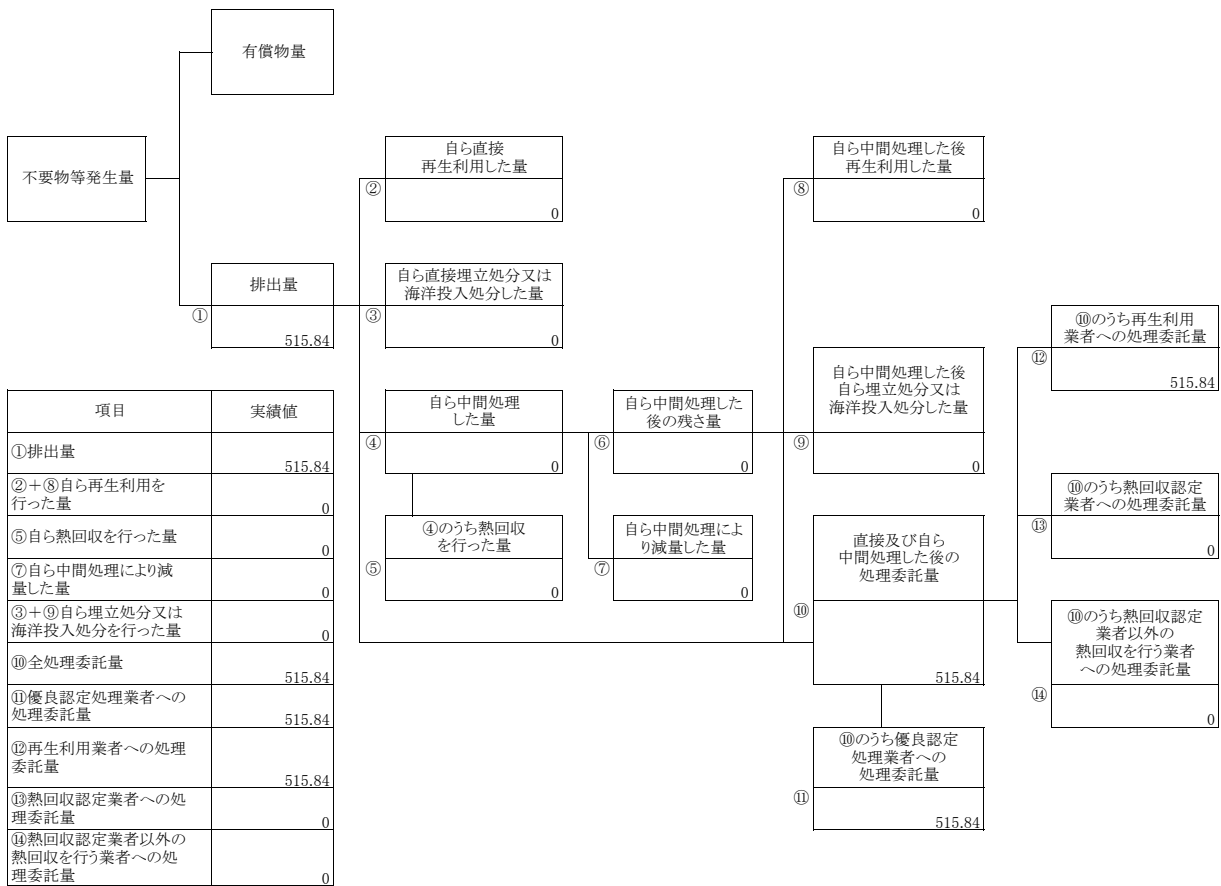 有償物量
不要物等発生量
自ら直接
再生利用した量
②
0
自ら中間処理した後
再生利用した量
⑧
0
排出量
①
515.84
自ら直接埋立処分又は
海洋投入処分した量
③
0
⑩のうち再生利用
業者への処理委託量
⑫
515.84
自ら中間処理
した量
④
0
自ら中間処理した
後の残さ量
⑥
0
自ら中間処理した後
自ら埋立処分又は
海洋投入処分した量
⑨
0
⑩のうち熱回収認定
業者への処理委託量
⑬
0
④のうち熱回収
を行った量
⑤
0
自ら中間処理によ
り減量した量
⑦
0
直接及び自ら
中間処理した後の
処理委託量
⑩
515.84
⑩のうち熱回収認定
業者以外の
熱回収を行う業者
への処理委託量
⑭
0
⑩のうち優良認定
処理業者への
処理委託量
⑪
515.84
項目 実績値
①排出量
515.84
②＋⑧自ら再生利用を
行った量
0
⑤自ら熱回収を行った量
0
⑦自ら中間処理により減
量した量
0
③＋⑨自ら埋立処分又は
海洋投入処分を行った量
0
⑩全処理委託量
515.84
⑪優良認定処理業者への
処理委託量
515.84
⑫再生利用業者への処理
委託量
515.84
⑬熱回収認定業者への処
理委託量
0
⑭熱回収認定業者以外の
熱回収を行う業者への処
理委託量
0